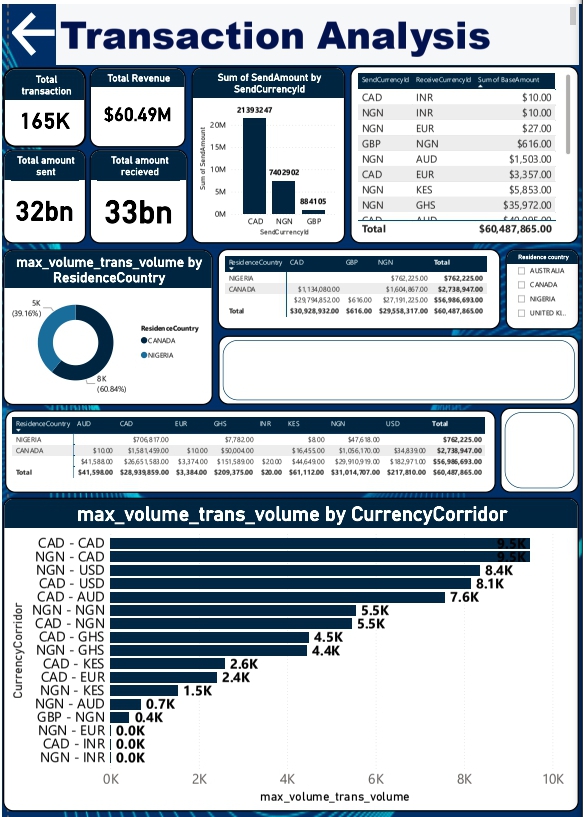 Transaction Analysis
Total transaction
165K
Total Revenue
$60.49M
Total amount sent
32bn
Total amount recieved
33bn
Sum of SendAmount by SendCurrencyId
Sum of SendAmount
20M
15M
10M
5M
0M
21393247
7402902
884105
CAD NGN GBP
SendCurrencyId
SendCurrencyId ReceiveCurrencyId Sum of BaseAmount
CAD INR $10.00
NGN INR $10.00
NGN EUR $27.00
GBP NGN $616.00
NGN AUD $1,503.00
CAD EUR $3,357.00
NGN KES $5,853.00
NGN GHS $35,972.00
CAD AUD $40,095.00
Total $60,487,865.00
max_volume_trans_volume by ResidenceCountry
5K
(39.16%)
8K
(60.84%)
ResidenceCountry
CANADA
NIGERIA
ResidenceCountry CAD GBP NGN Total
NIGERIA $762,225.00 $762,225.00
CANADA $1,134,080.00 $1,604,867.00 $2,738,947.00
$29,794,852.00 $616.00 $27,191,225.00 $56,986,693.00
Total $30,928,932.00 $616.00 $29,558,317.00 $60,487,865.00
Residence country
AUSTRALIA
CANADA
NIGERIA
UNITED KI...
ResidenceCountry AUD CAD EUR GHS INR KES NGN USD Total
NIGERIA $706,817.00 $7,782.00 $8.00 $47,618.00 $762,225.00
CANADA $10.00 $1,581,459.00 $10.00 $50,004.00 $16,455.00 $1,056,170.00 $34,839.00 $2,738,947.00
$41,588.00 $26,651,583.00 $3,374.00 $151,589.00 $20.00 $44,649.00 $29,910,919.00 $182,971.00 $56,986,693.00
Total $41,598.00 $28,939,859.00 $3,384.00 $209,375.00 $20.00 $61,112.00 $31,014,707.00 $217,810.00 $60,487,865.00
max_volume_trans_volume by CurrencyCorridor
CurrencyCorridor
CAD - CAD 9.5K
NGN - CAD 9.5K
NGN - USD 8.4K
CAD - USD 8.1K
CAD - AUD 7.6K
NGN - NGN 5.5K
CAD - NGN 5.5K
CAD - GHS 4.5K
NGN - GHS 4.4K
CAD - KES 2.6K
CAD - EUR 2.4K
NGN - KES 1.5K
NGN - AUD 0.7K
GBP - NGN 0.4K
NGN - EUR 0.0K
CAD - INR 0.0K
NGN - INR 0.0K
0K 2K 4K 6K 8K 10K
max_volume_trans_volume